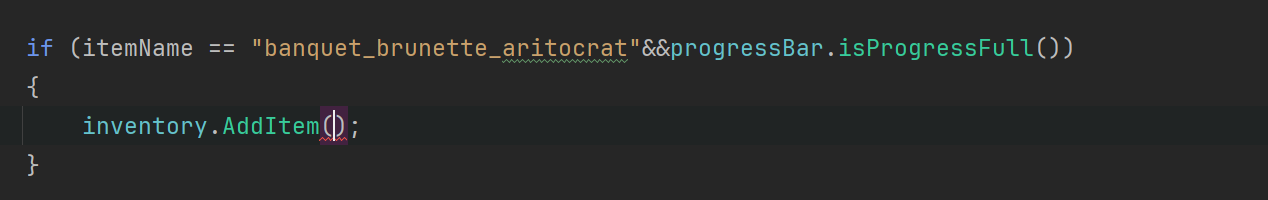 if (itemName == "banquet_brunette_aritocrat"&&progressBar.isProgressFull())
{
inventory.AddItem();
}